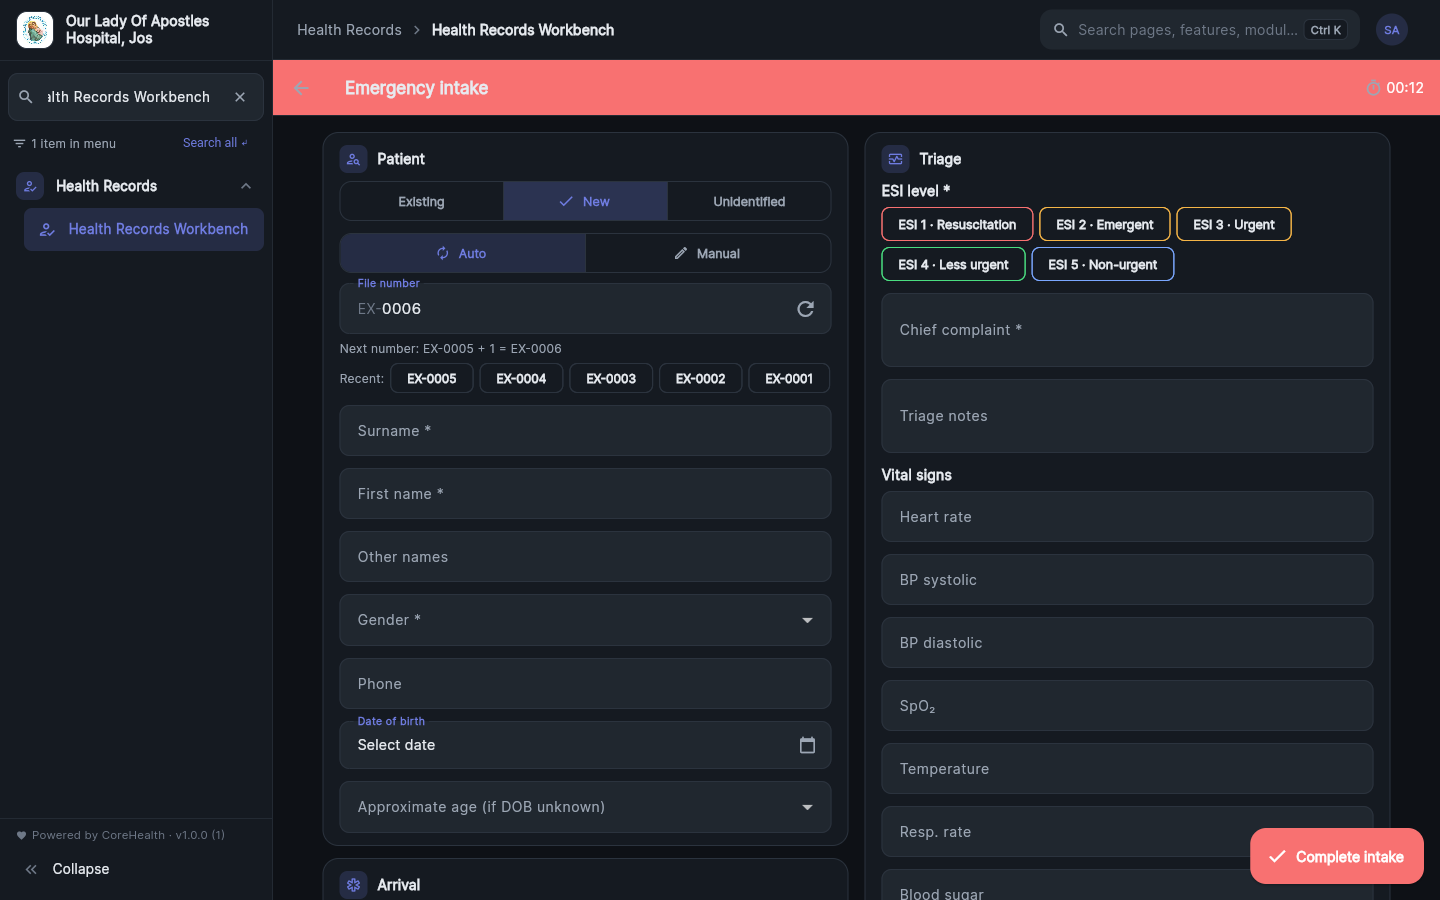 Our Lady Of Apostles
Hospital, Jos
Health Records
Health Records Workbench
Search pages, features, modul...
Ctrl K
SA
alth Records Workbench
1 item in menu
Search all
Health Records
Health Records Workbench
Powered by CoreHealth · v1.0.0 (1)
Collapse
Emergency intake
00:12
Patient
Existing
New
Unidentified
Auto
Manual
File number
EX-0006
Next number: EX-0005 + 1 = EX-0006
Recent:
EX-0005
EX-0004
EX-0003
EX-0002
EX-0001
Surname *
First name *
Other names
Gender *
Phone
Date of birth
Select date
Approximate age (if DOB unknown)
Arrival
Triage
ESI level *
ESI 1 · Resuscitation
ESI 2 · Emergent
ESI 3 · Urgent
ESI 4 · Less urgent
ESI 5 · Non-urgent
Chief complaint *
Triage notes
Vital signs
Heart rate
BP systolic
BP diastolic
SpO₂
Temperature
Resp. rate
Blood sugar
Complete intake